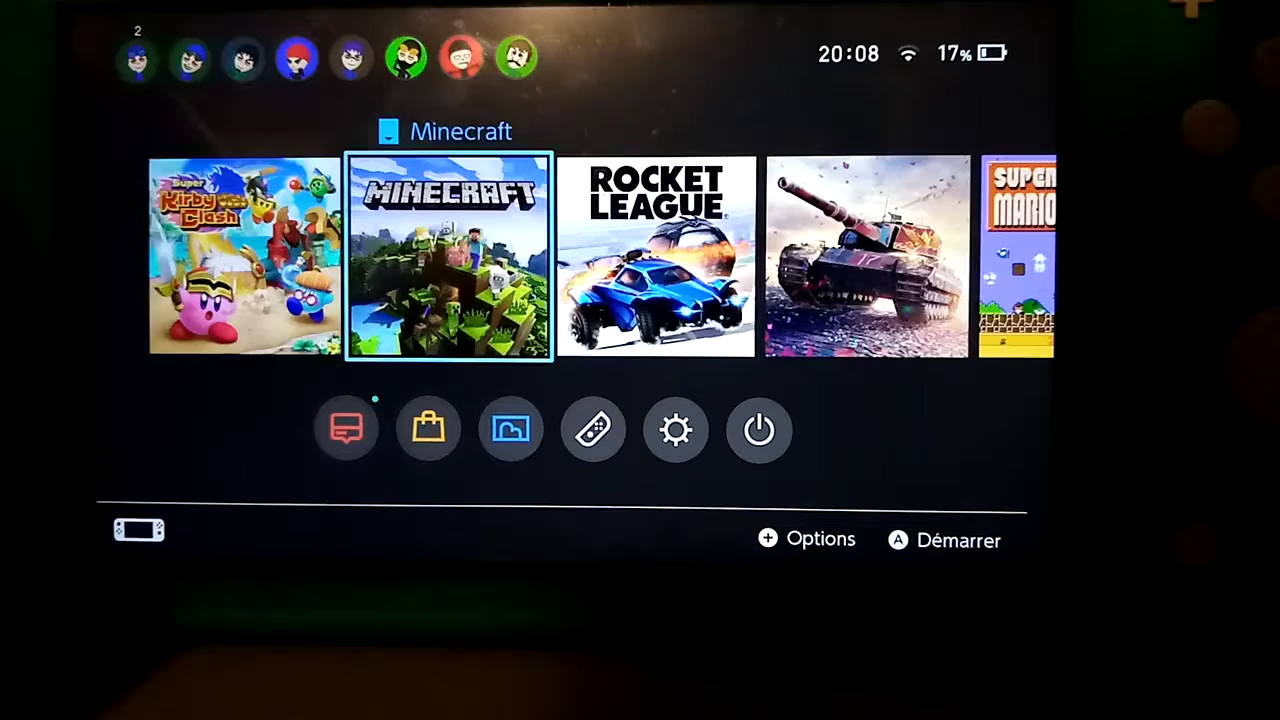 2
20:08
17%
Minecraft
Super
Kirby
Clash
MINECRAFT
ROCKET
LEAGUE
SUPER
MARIO
Options
A Démarrer